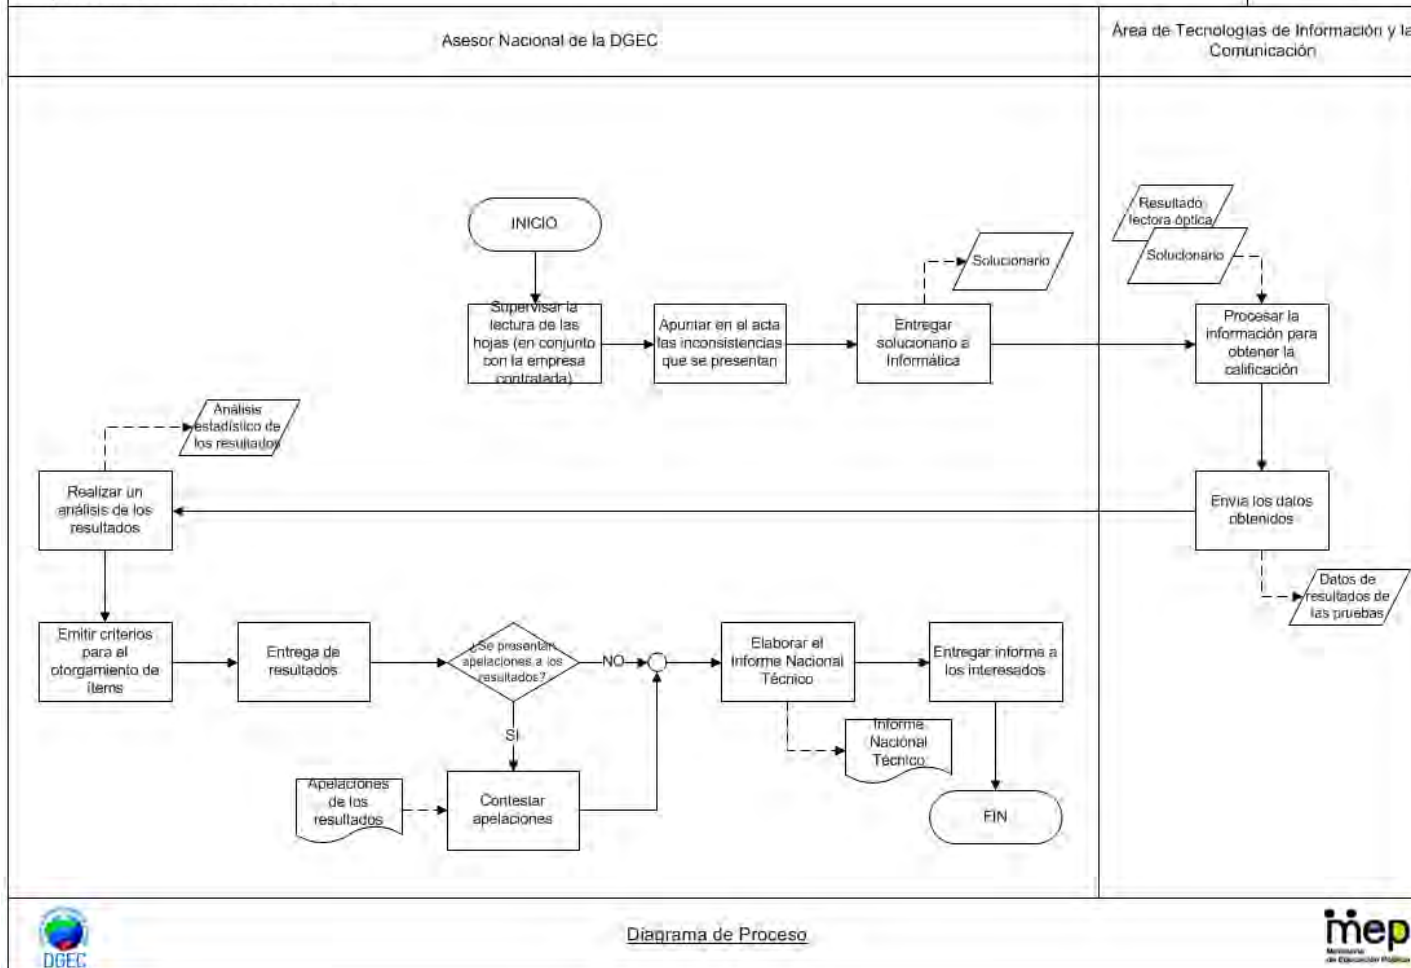 Asesor Nacional de la DGEC
Área de Tecnologías de Información y la
Comunicación
INICIO
Supervisar la
lectura de las
hojas (en conjunto
con la empresa
contratada)
Apuntar en el acta
las inconsistencias
que se presentan
Entregar
solucionario a
Informática
Solucionario
Resultado
lectora óptica
Solucionario
Procesar la
información para
obtener la
calificación
Análisis
estadístico de
los resultados
Realizar un
análisis de los
resultados
Envía los datos
obtenidos
Datos de
resultados de
las pruebas
Emitir criterios
para el
otorgamiento de
ítems
Entrega de
resultados
¿Se presentan
apelaciones a los
resultados?
NO
SI
Elaborar el
Informe Nacional
Técnico
Entregar informe a
los interesados
Informe
Nacional
Técnico
Apelaciones
de los
resultados
Contestar
apelaciones
FIN
DGEC
Diagrama de Proceso
mep
Ministerio
de Educación Pública